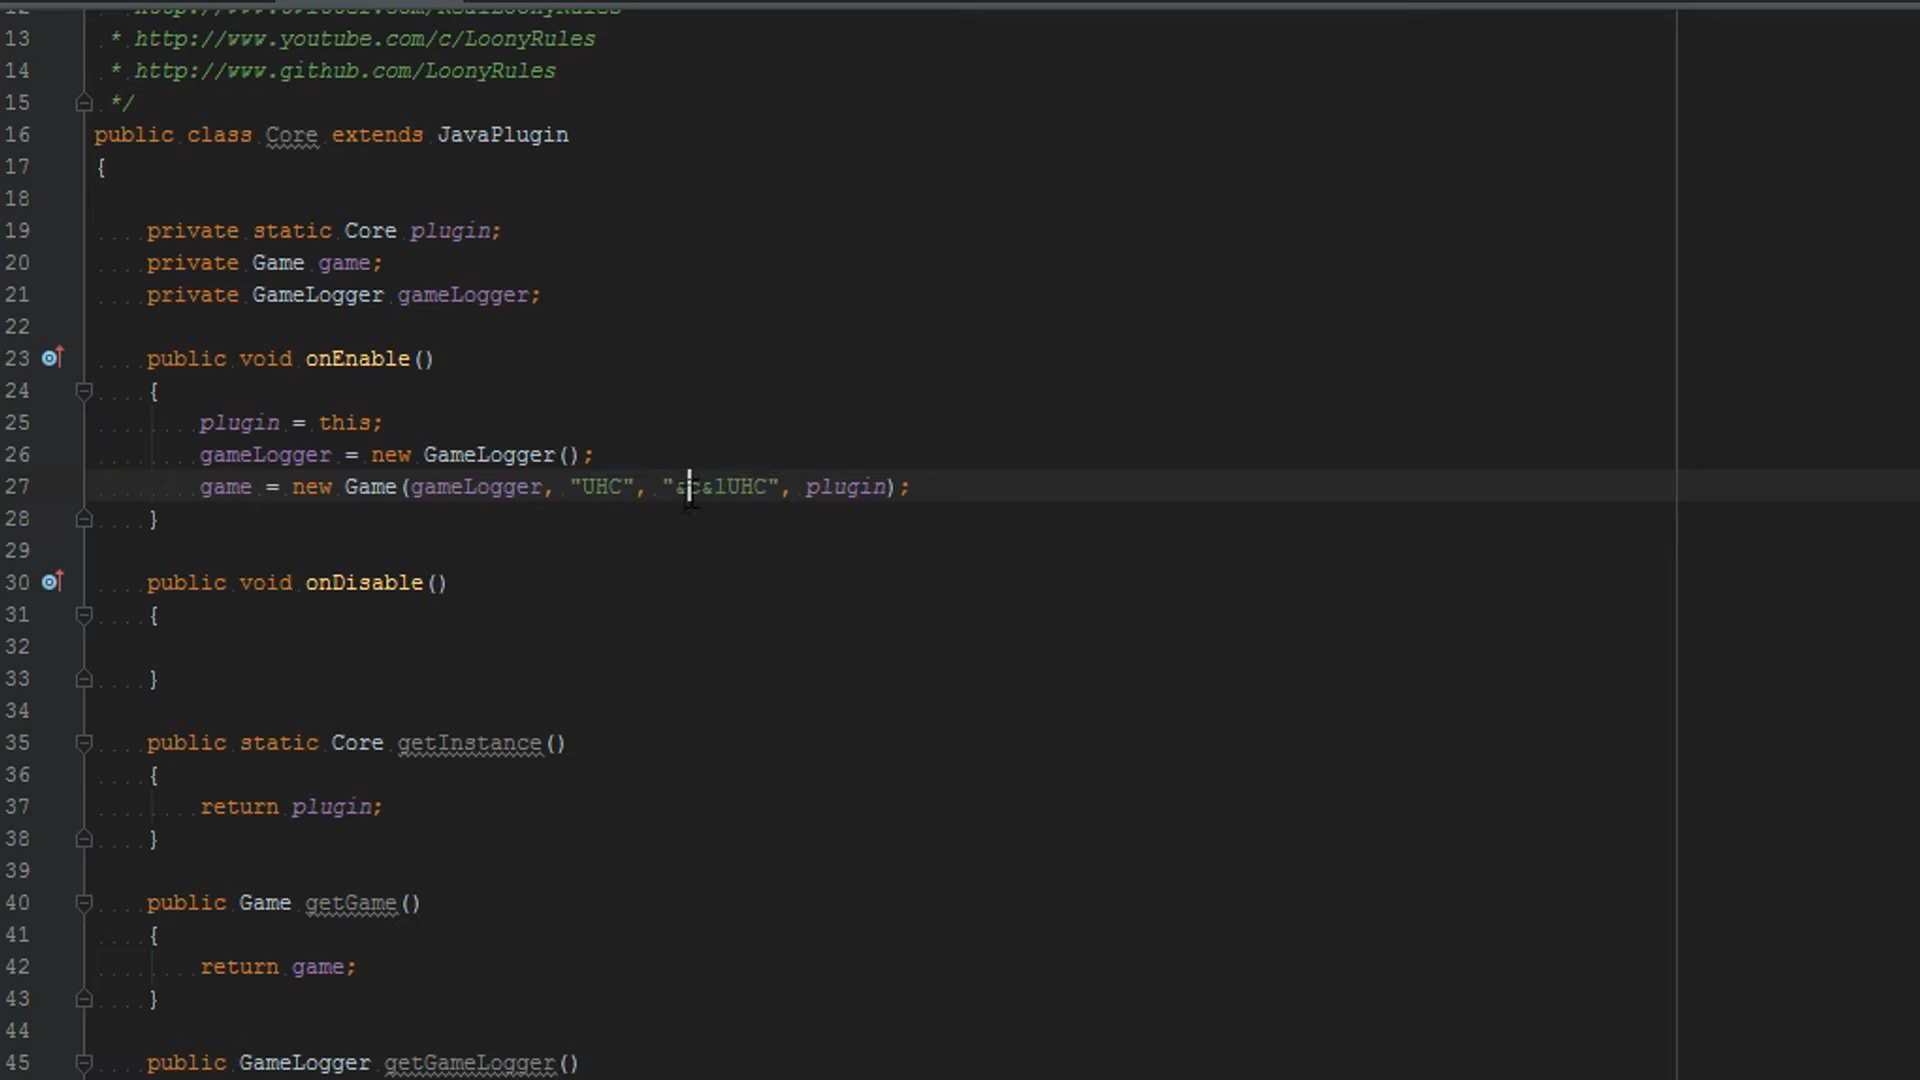 13 * http://www.youtube.com/c/LoonyRules
14 * http://www.github.com/LoonyRules
15 */
16 public class Core extends JavaPlugin
17 {
18
19 private static Core plugin;
20 private Game game;
21 private GameLogger gameLogger;
22
23 public void onEnable()
24 {
25 plugin = this;
26 gameLogger = new GameLogger();
27 game = new Game(gameLogger, "UHC", "&c&lUHC", plugin);
28 }
29
30 public void onDisable()
31 {
32
33 }
34
35 public static Core getInstance()
36 {
37 return plugin;
38 }
39
40 public Game getGame()
41 {
42 return game;
43 }
44
45 public GameLogger getGameLogger()